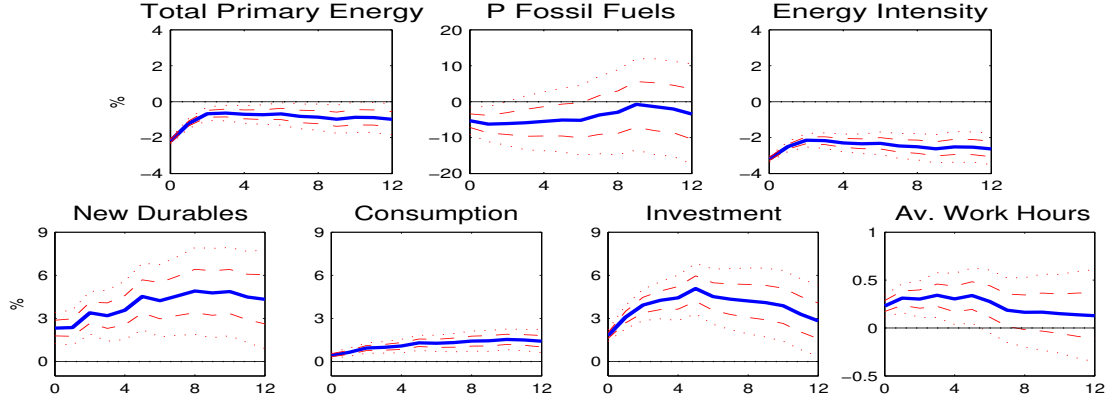 Total Primary Energy P Fossil Fuels Energy Intensity
4 20 4
2 10 2
% 0 0 0
−2 −10 −2
−4 −20 −4
0 4 8 12 0 4 8 12 0 4 8 12
New Durables Consumption Investment Av. Work Hours
9 9 9 1
6 6 6 0.5
% 3 3 3 0
0 0 0 −0.5
0 4 8 12 0 4 8 12 0 4 8 12 0 4 8 12